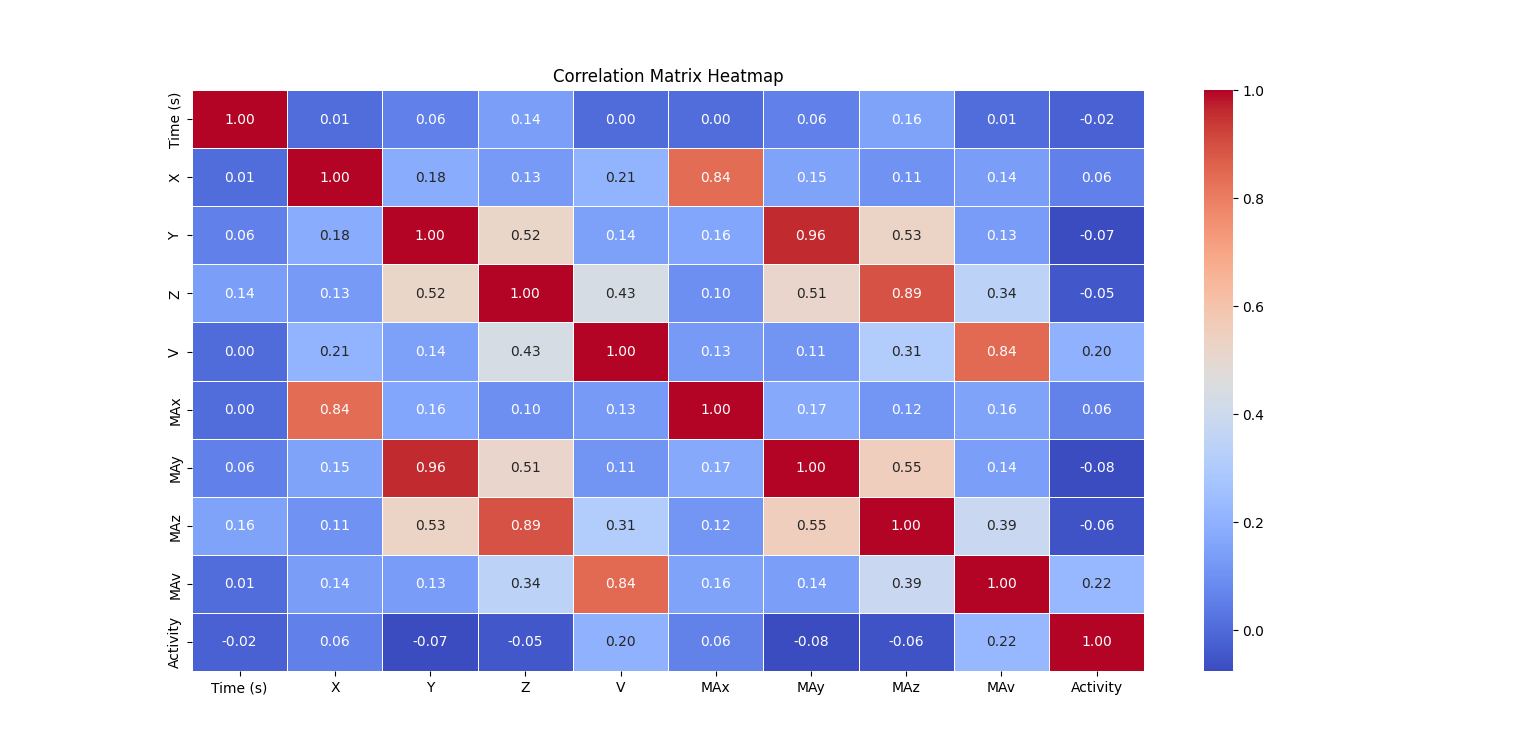 Correlation Matrix Heatmap
Time (s) 1.00 0.01 0.06 0.14 0.00 0.00 0.06 0.16 0.01 -0.02
X 0.01 1.00 0.18 0.13 0.21 0.84 0.15 0.11 0.14 0.06
Y 0.06 0.18 1.00 0.52 0.14 0.16 0.96 0.53 0.13 -0.07
Z 0.14 0.13 0.52 1.00 0.43 0.10 0.51 0.89 0.34 -0.05
V 0.00 0.21 0.14 0.43 1.00 0.13 0.11 0.31 0.84 0.20
MAx 0.00 0.84 0.16 0.10 0.13 1.00 0.17 0.12 0.16 0.06
MAy 0.06 0.15 0.96 0.51 0.11 0.17 1.00 0.55 0.14 -0.08
MAz 0.16 0.11 0.53 0.89 0.31 0.12 0.55 1.00 0.39 -0.06
MAv 0.01 0.14 0.13 0.34 0.84 0.16 0.14 0.39 1.00 0.22
Activity -0.02 0.06 -0.07 -0.05 0.20 0.06 -0.08 -0.06 0.22 1.00
Time (s) X Y Z V MAx MAy MAz MAv Activity
1.0
0.8
0.6
0.4
0.2
0.0